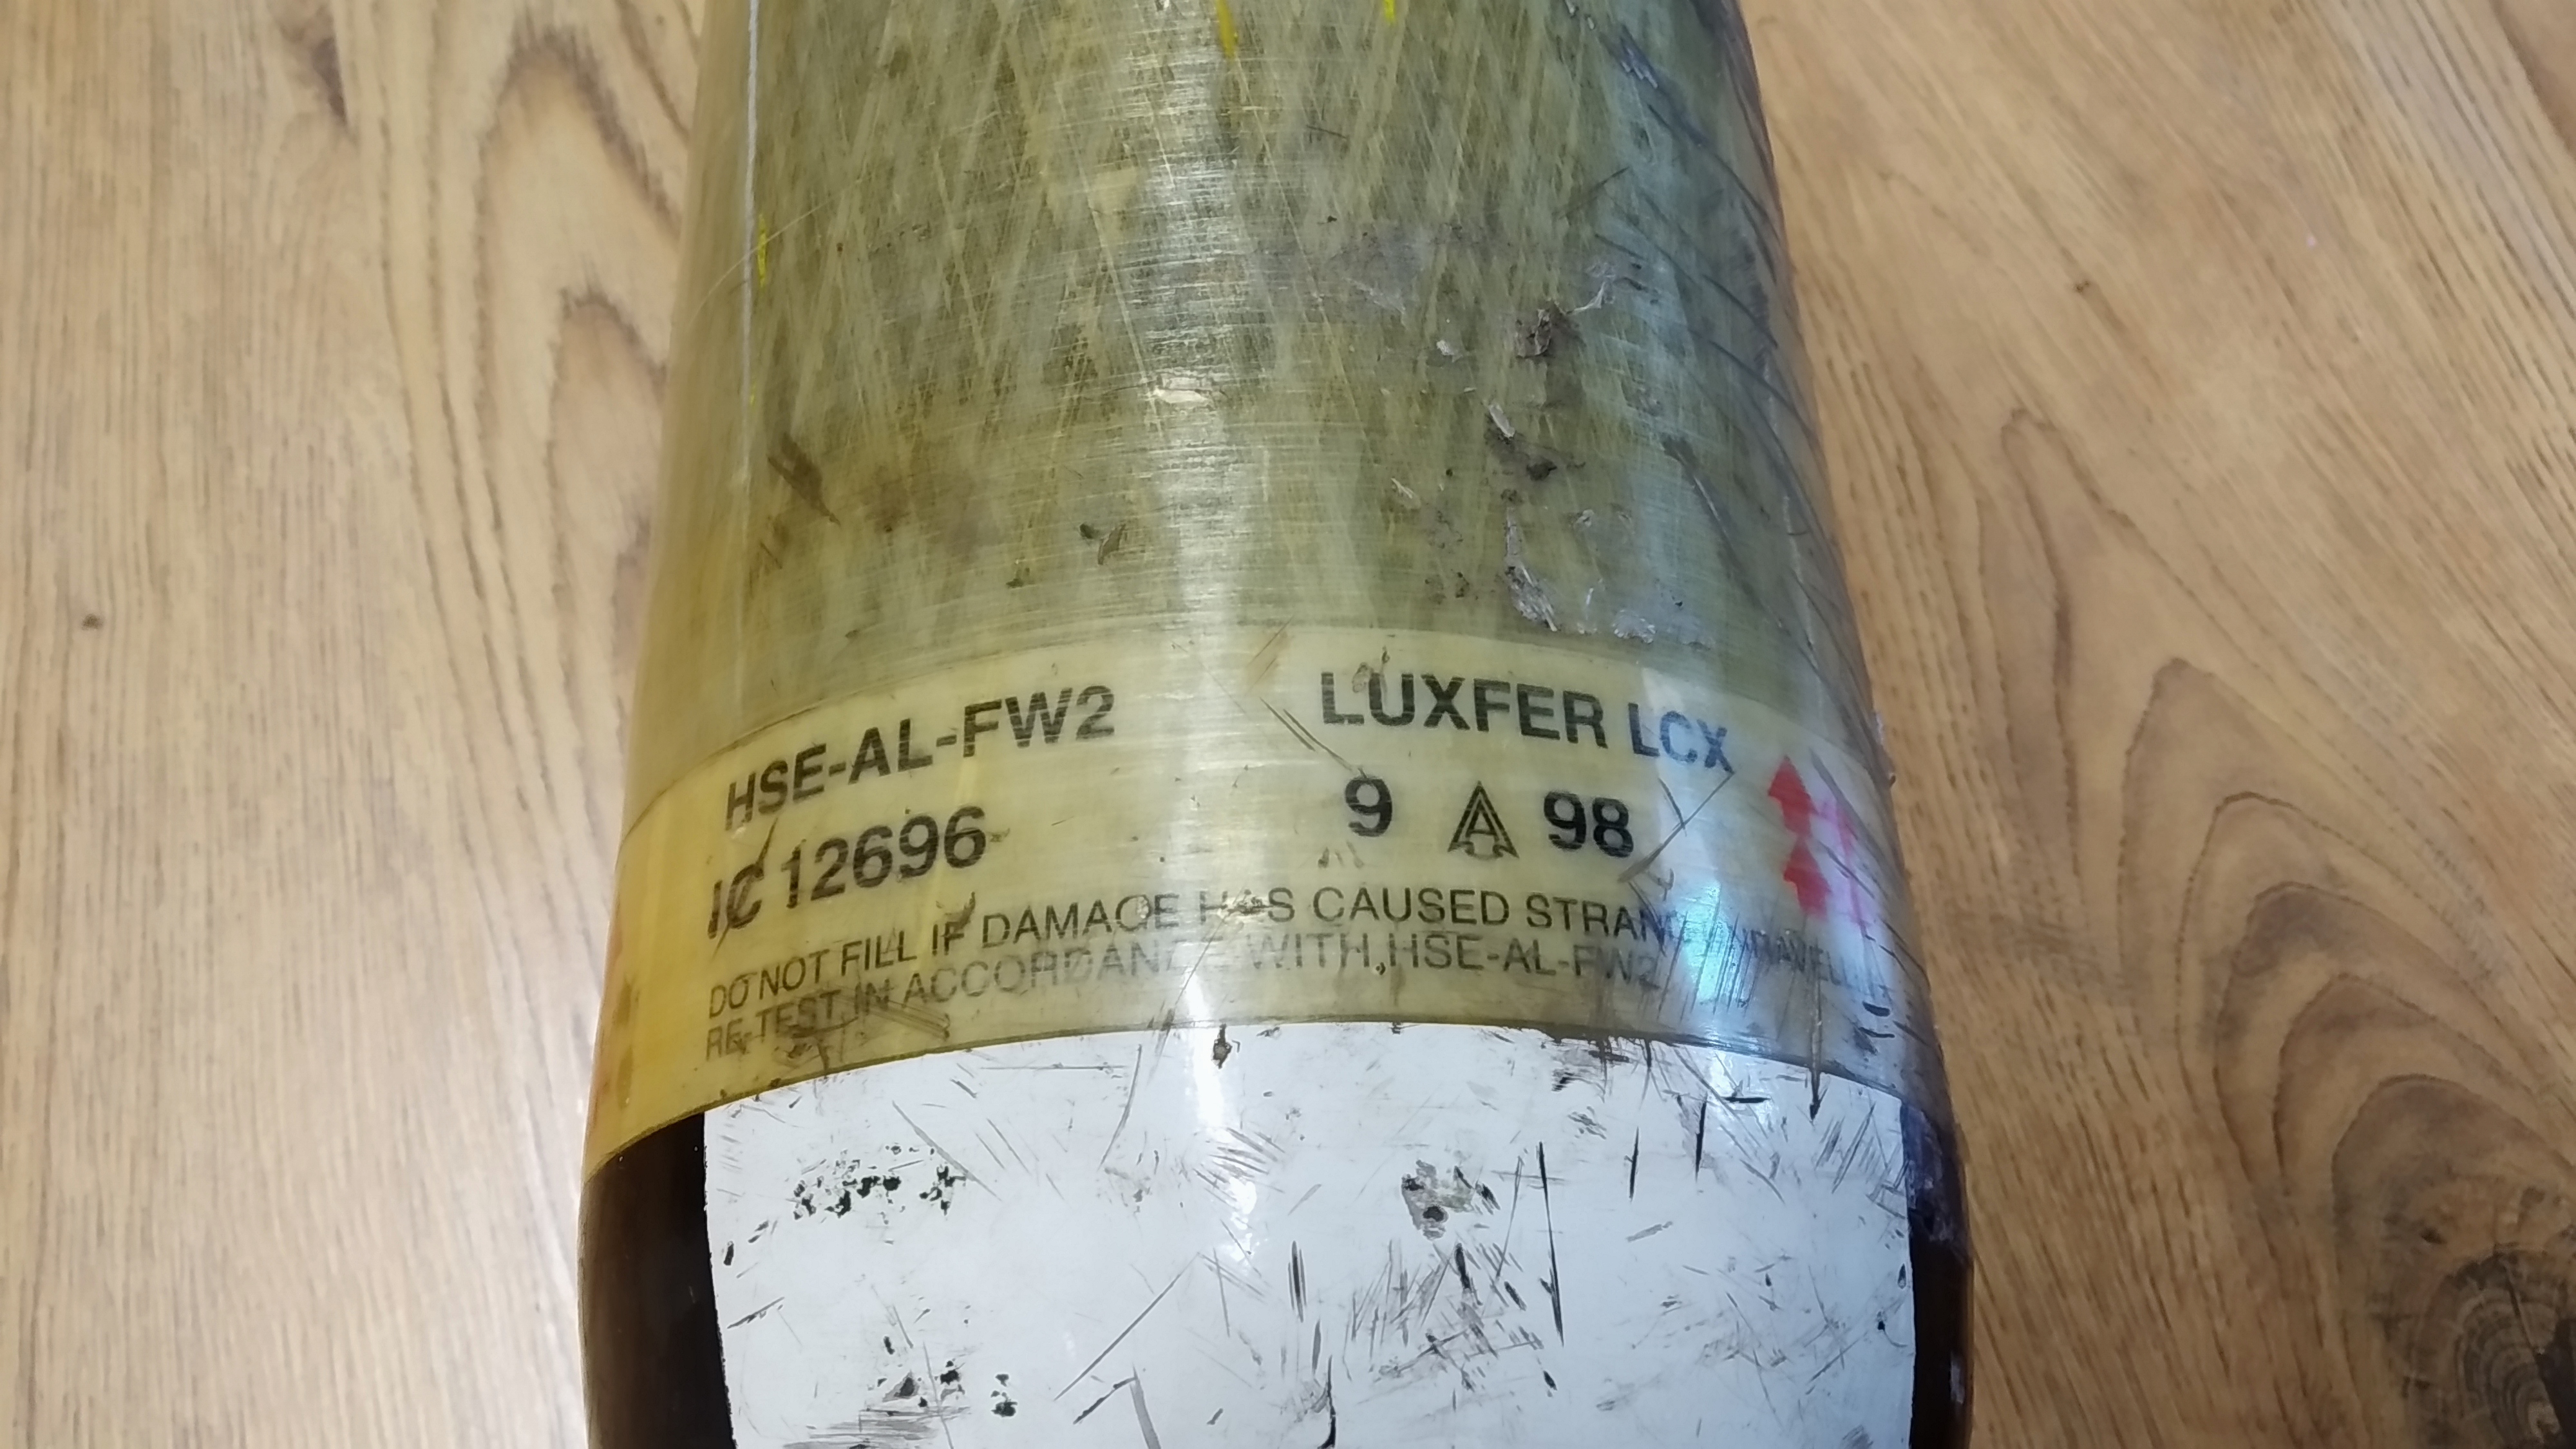 HSE-AL-FW2 LUXFER LCX
IC 12696 9 A 98
DO NOT FILL IF DAMAGE HAS CAUSED STRAND UNRAVELLING
RE-TEST IN ACCORDANCE WITH HSE-AL-FW2